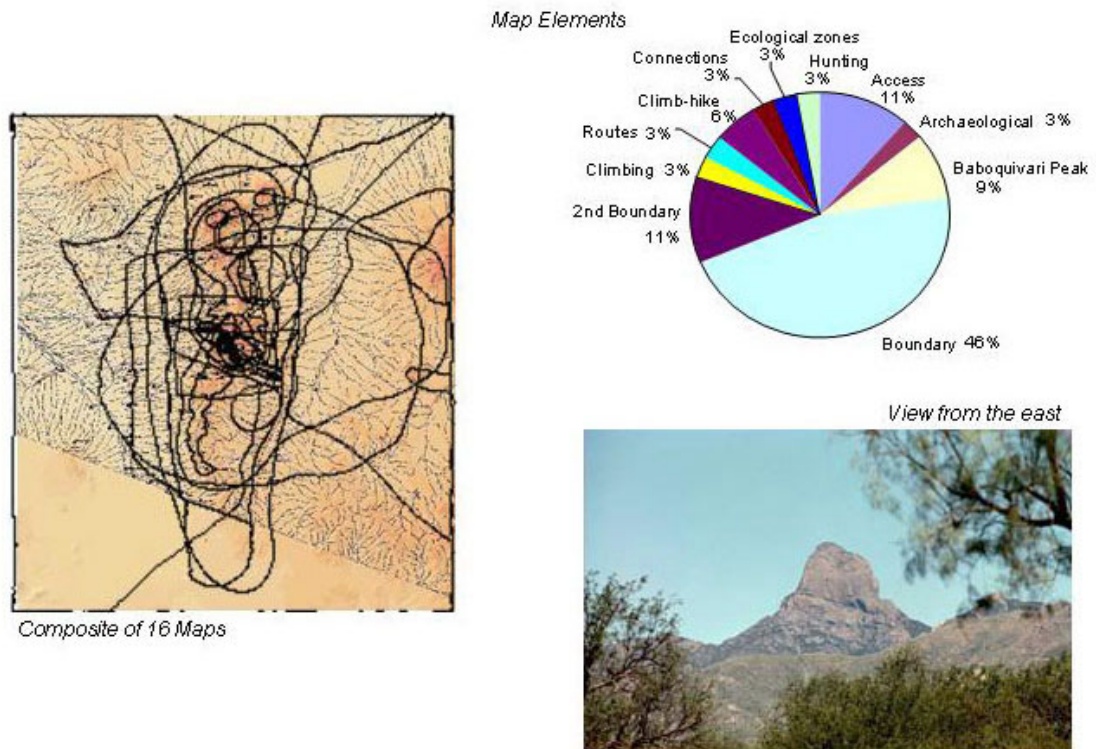 Map Elements
Ecological zones
3%
Hunting
3%
Connections
3%
Access
11%
Climb-hike
6%
Archaeological 3%
Routes 3%
Baboquivari Peak
9%
Climbing 3%
2nd Boundary
11%
Boundary 46%
View from the east
Composite of 16 Maps